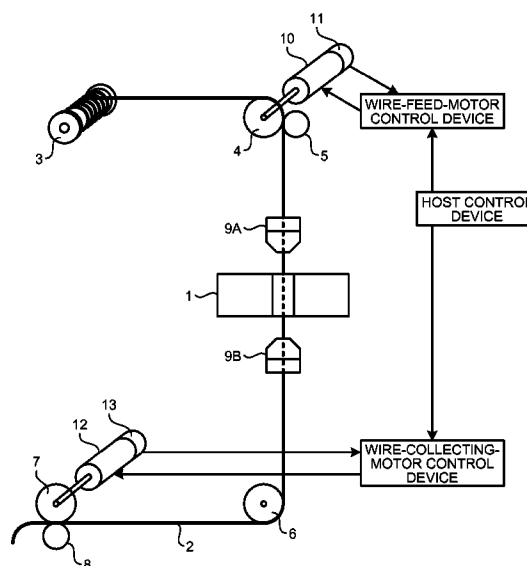 11
10
WIRE-FEED-MOTOR
CONTROL DEVICE
3
4
5
HOST CONTROL
DEVICE
9A
1
9B
12
13
7
WIRE-COLLECTING-
MOTOR CONTROL
DEVICE
6
2
8